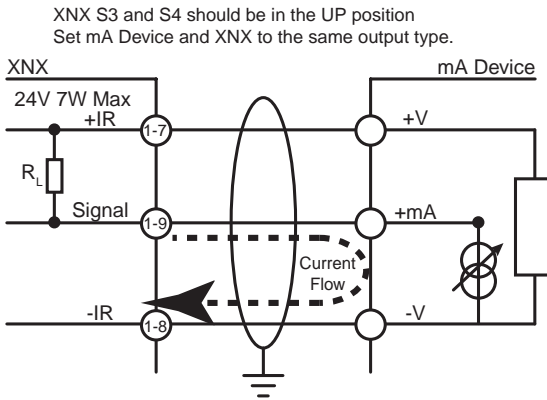 XNX S3 and S4 should be in the UP position
Set mA Device and XNX to the same output type.
XNX
mA Device
24V 7W Max
+IR
1-7
+V
RL
Signal
1-9
+mA
Current
Flow
-IR
1-8
-V